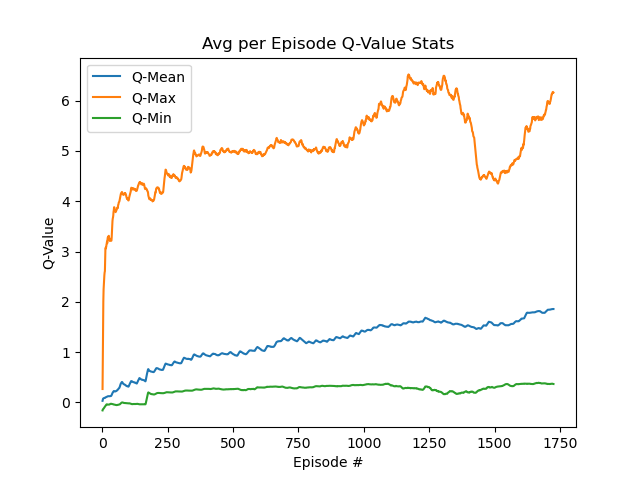 Avg per Episode Q-Value Stats
Q-Mean
Q-Max
Q-Min
Q-Value
6
5
4
3
2
1
0
0 250 500 750 1000 1250 1500 1750
Episode #